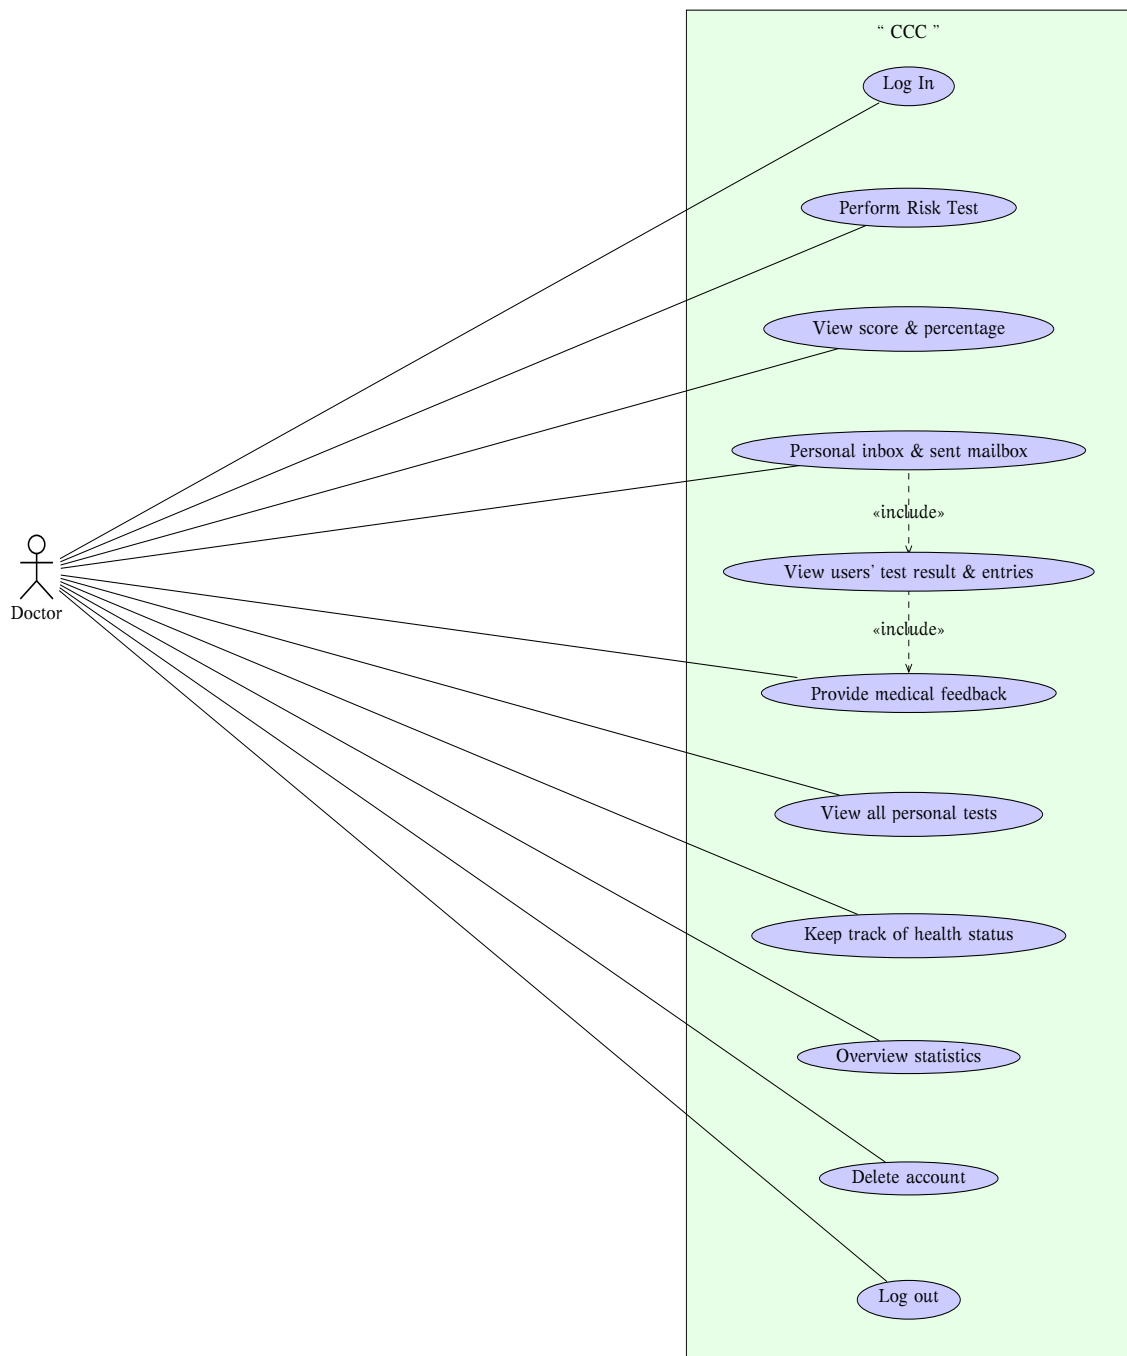 “ CCC ”
Log In
Perform Risk Test
View score & percentage
Personal inbox & sent mailbox
«include»
View users’ test result & entries
Doctor
«include»
Provide medical feedback
View all personal tests
Keep track of health status
Overview statistics
Delete account
Log out